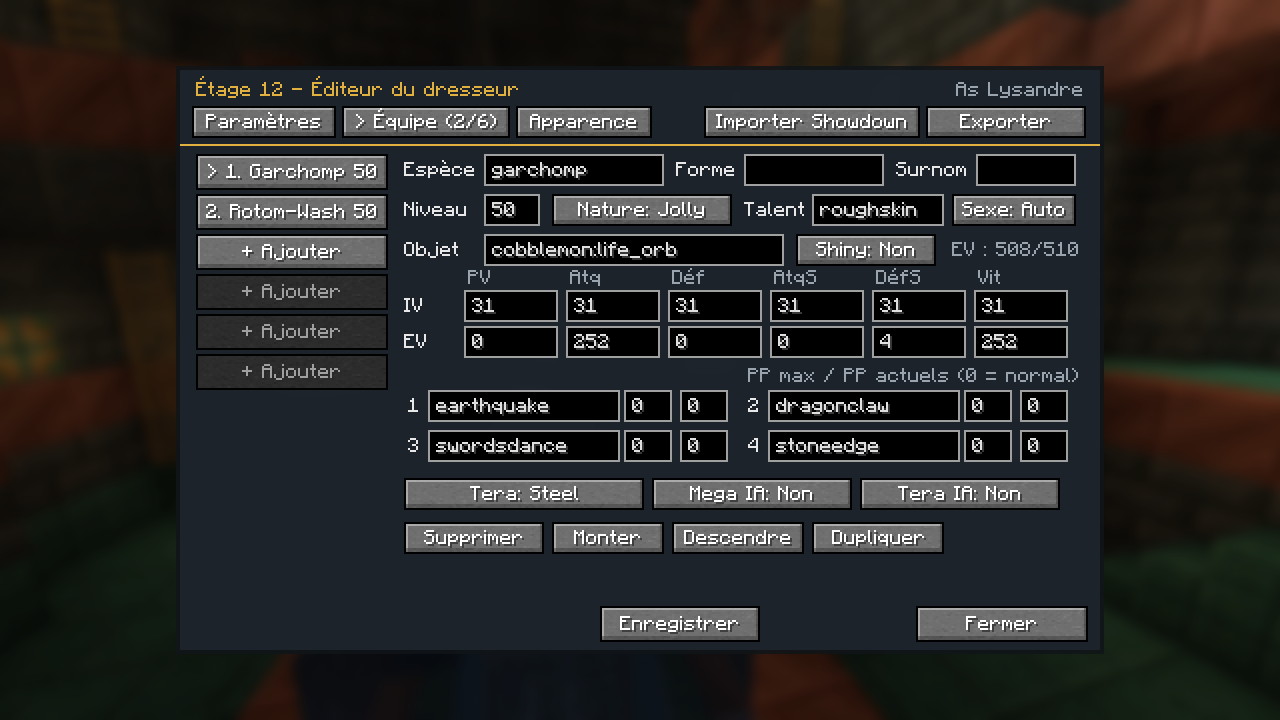 Étage 12 - Éditeur du dresseur As Lysandre
Paramètres > Équipe (2/6) Apparence Importer Showdown Exporter
> 1. Garchomp 50
2. Rotom-Wash 50
+ Ajouter
+ Ajouter
+ Ajouter
+ Ajouter
Espèce garchomp Forme Surnom
Niveau 50 Nature: Jolly Talent roughskin Sexe: Auto
Objet cobblemon:life_orb Shiny: Non EV : 508/510
PV Atq Déf AtqS DéfS Vit
IV 31 31 31 31 31 31
EV 0 252 0 0 4 252
PP max / PP actuels (0 = normal)
1 earthquake 0 0 2 dragonclaw 0 0
3 swordsdance 0 0 4 stoneedge 0 0
Tera: Steel Mega IA: Non Tera IA: Non
Supprimer Monter Descendre Dupliquer
Enregistrer Fermer